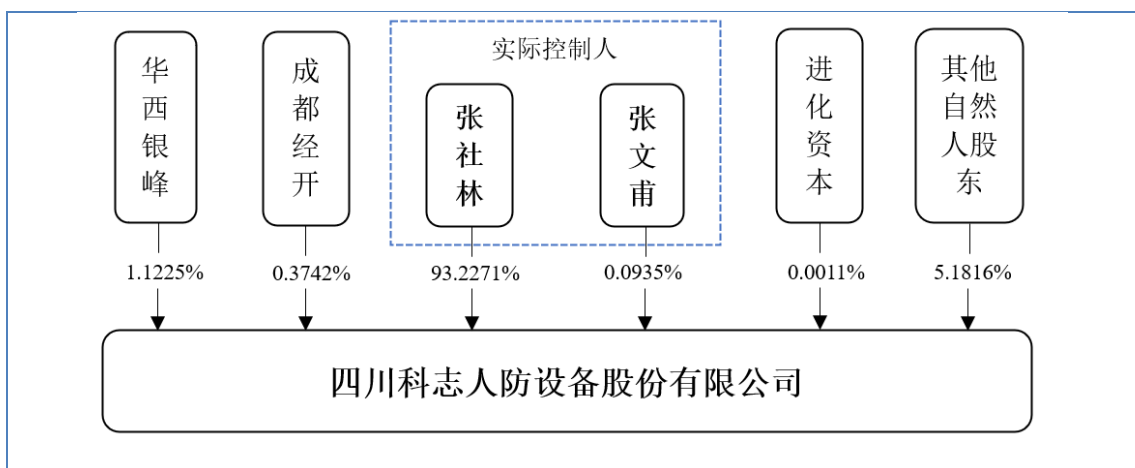 实际控制人
华西银峰
成都经开
张社林
张文甫
进化资本
其他自然人股东
1.1225%
0.3742%
93.2271%
0.0935%
0.0011%
5.1816%
四川科志人防设备股份有限公司